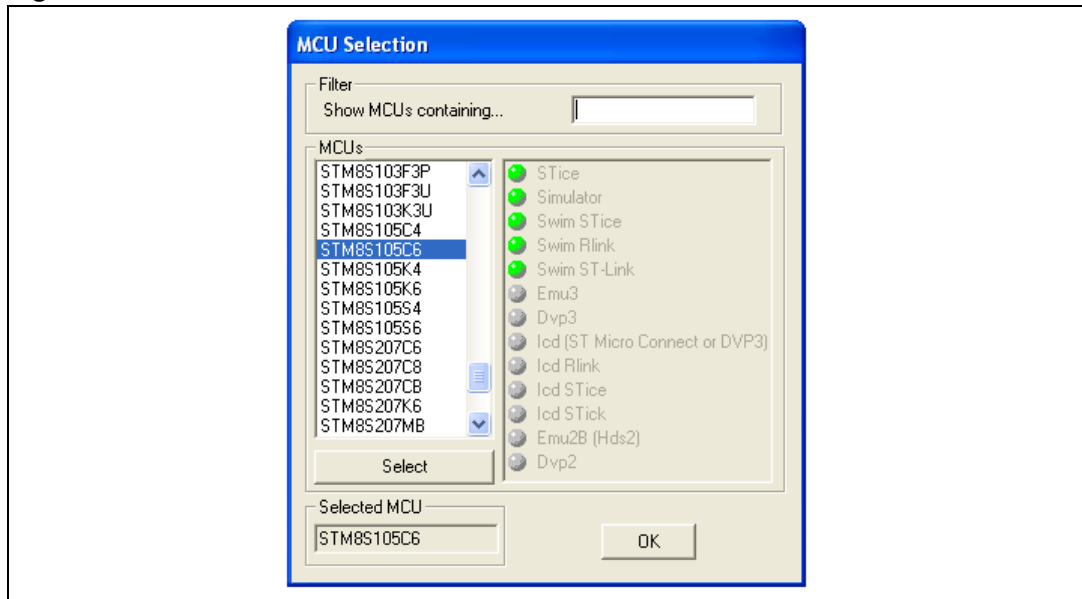 MCU Selection
Filter
Show MCUs containing...
MCUs
STM8S103F3P
STM8S103F3U
STM8S103K3U
STM8S105C4
STM8S105C6
STM8S105K4
STM8S105K6
STM8S105S4
STM8S105S6
STM8S207C6
STM8S207C8
STM8S207CB
STM8S207K6
STM8S207MB
Select
STice
Simulator
Swim STice
Swim Rlink
Swim ST-Link
Emu3
Dvp3
Icd (ST Micro Connect or DVP3)
Icd Rlink
Icd STice
Icd STick
Emu2B (Hds2)
Dvp2
Selected MCU
STM8S105C6
OK